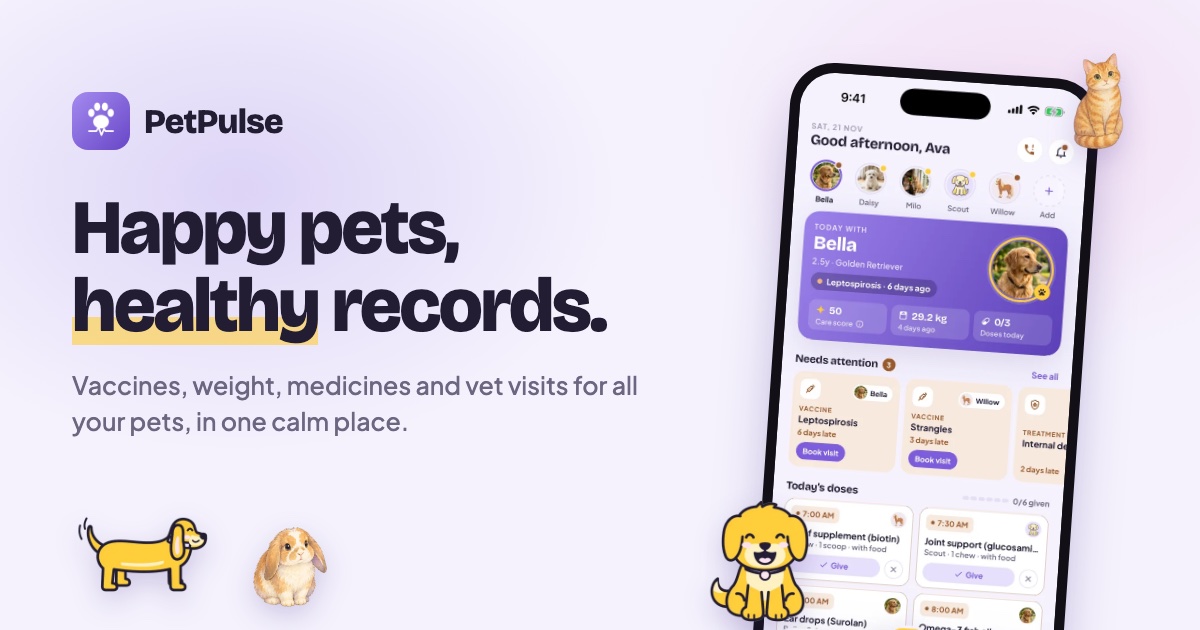 PetPulse
Happy pets,
healthy records.
Vaccines, weight, medicines and vet visits for all
your pets, in one calm place.
9:41
SAT, 21 NOV
Good afternoon, Ava
Bella
Daisy
Milo
Scout
Willow
Add
TODAY WITH
Bella
2.5y · Golden Retriever
Leptospirosis · 6 days ago
50
Care score
29.2 kg
4 days ago
0/3
Doses today
Needs attention 3
See all
Bella
VACCINE
Leptospirosis
6 days late
Book visit
Willow
VACCINE
Strangles
3 days late
Book visit
TREATMENT
Internal
2 days late
Today's doses
0/6 given
7:00 AM
supplement (biotin)
· 1 scoop · with food
Give
7:30 AM
Joint support (glucosami...
Scout · 1 chew · with food
Give
00 AM
ar drops (Surolan)
8:00 AM